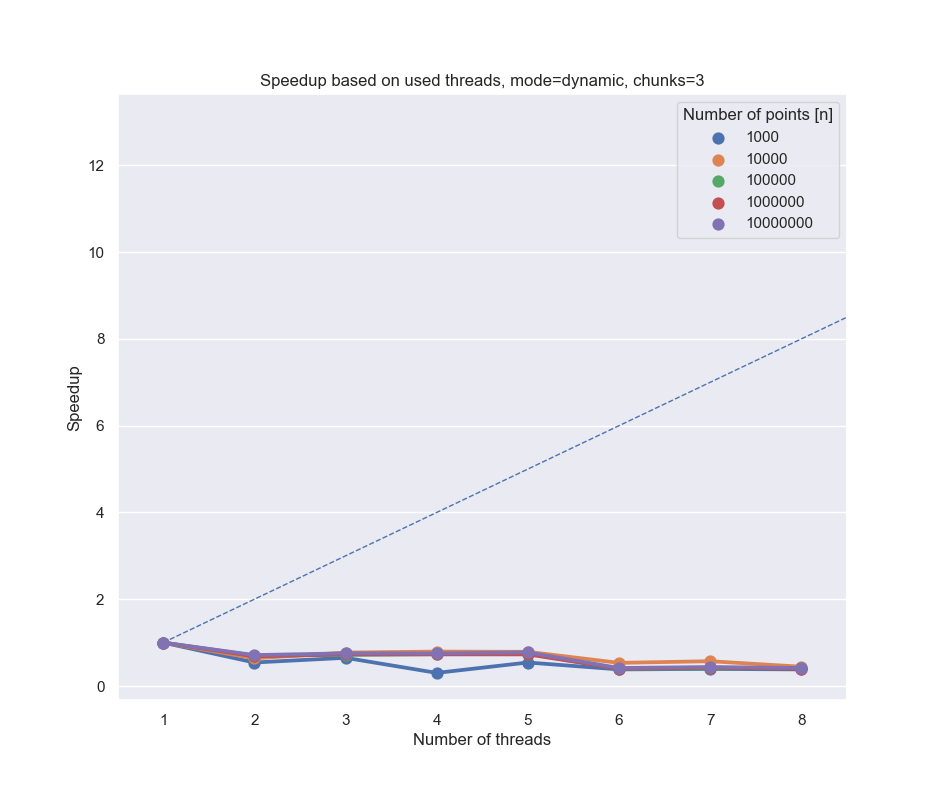 Speedup based on used threads, mode=dynamic, chunks=3
Number of points [n]
1000
10000
100000
1000000
10000000
12
10
8
6
4
2
0
Speedup
1 2 3 4 5 6 7 8
Number of threads